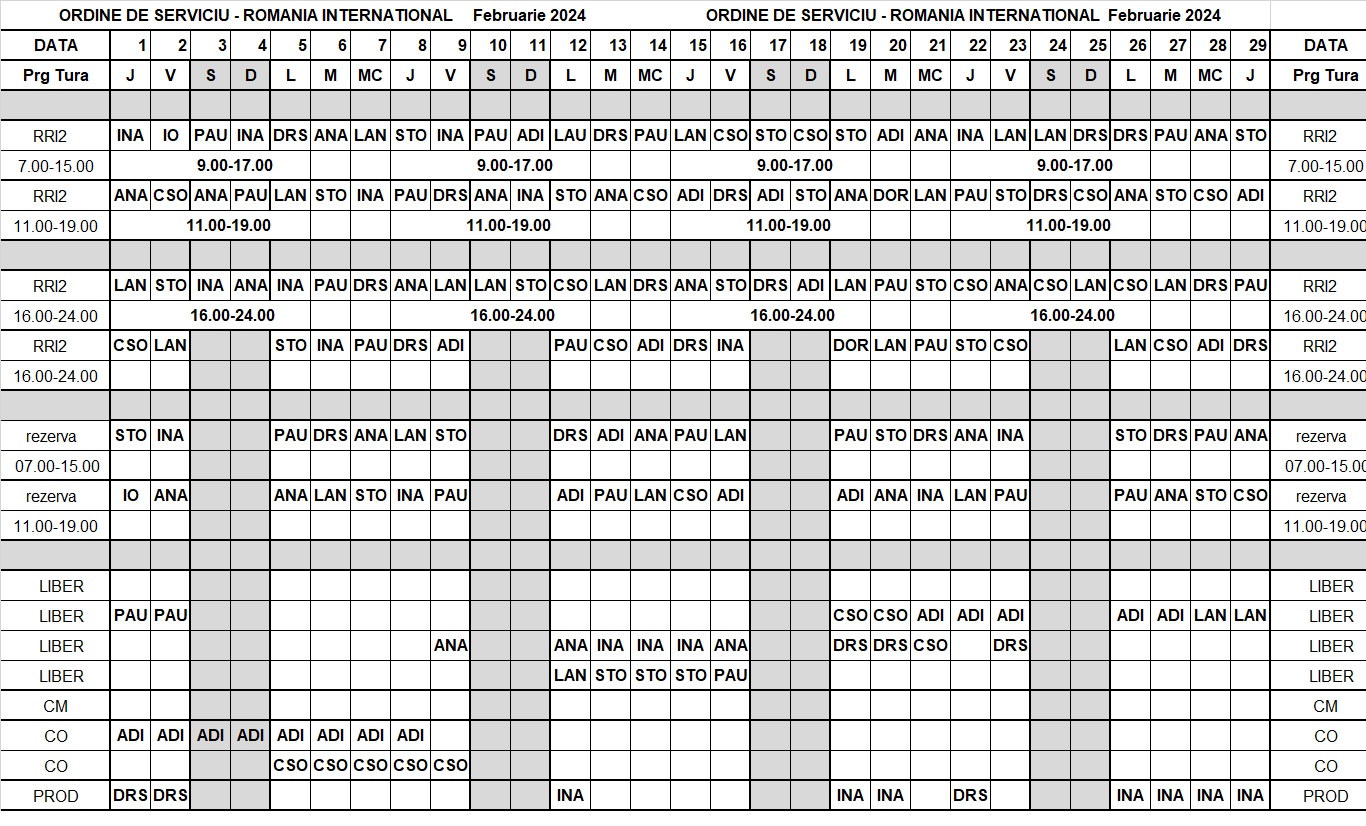 ORDINE DE SERVICIU - ROMANIA INTERNATIONAL Februarie 2024 ORDINE DE SERVICIU - ROMANIA INTERNATIONAL Februarie 2024
DATA 1 2 3 4 5 6 7 8 9 10 11 12 13 14 15 16 17 18 19 20 21 22 23 24 25 26 27 28 29 DATA
Prg Tura J V S D L M MC J V S D L M MC J V S D L M MC J V S D L M MC J Prg Tura
RRI2 INA IO PAU INA DRS ANA LAN STO INA PAU ADI LAU DRS PAU LAN CSO STO CSO STO ADI ANA INA LAN LAN DRS DRS PAU ANA STO RRI2
7.00-15.00 9.00-17.00 9.00-17.00 9.00-17.00 9.00-17.00 7.00-15.00
RRI2 ANA CSO ANA PAU LAN STO INA PAU DRS ANA INA STO ANA CSO ADI DRS ADI STO ANA DOR LAN PAU STO DRS CSO ANA STO CSO ADI RRI2
11.00-19.00 11.00-19.00 11.00-19.00 11.00-19.00 11.00-19.00 11.00-19.00
RRI2 LAN STO INA ANA INA PAU DRS ANA LAN LAN STO CSO LAN DRS ANA STO DRS ADI LAN PAU STO CSO ANA CSO LAN CSO LAN DRS PAU RRI2
16.00-24.00 16.00-24.00 16.00-24.00 16.00-24.00 16.00-24.00 16.00-24.00
RRI2 CSO LAN STO INA PAU DRS ADI PAU CSO ADI DRS INA DOR LAN PAU STO CSO LAN CSO ADI DRS RRI2
16.00-24.00 16.00-24.00
rezerva STO INA PAU DRS ANA LAN STO DRS ADI ANA PAU LAN PAU STO DRS ANA INA STO DRS PAU ANA rezerva
07.00-15.00 07.00-15.00
rezerva IO ANA ANA LAN STO INA PAU ADI PAU LAN CSO ADI ADI ANA INA LAN PAU PAU ANA STO CSO rezerva
11.00-19.00 11.00-19.00
LIBER LIBER
LIBER PAU PAU CSO CSO ADI ADI ADI ADI ADI LAN LAN LIBER
LIBER ANA ANA INA INA INA ANA DRS DRS CSO DRS LIBER
LIBER LAN STO STO STO PAU LIBER
CM CM
CO ADI ADI ADI ADI ADI ADI ADI ADI CO
CO CSO CSO CSO CSO CSO CO
PROD DRS DRS INA INA INA DRS INA INA INA INA PROD